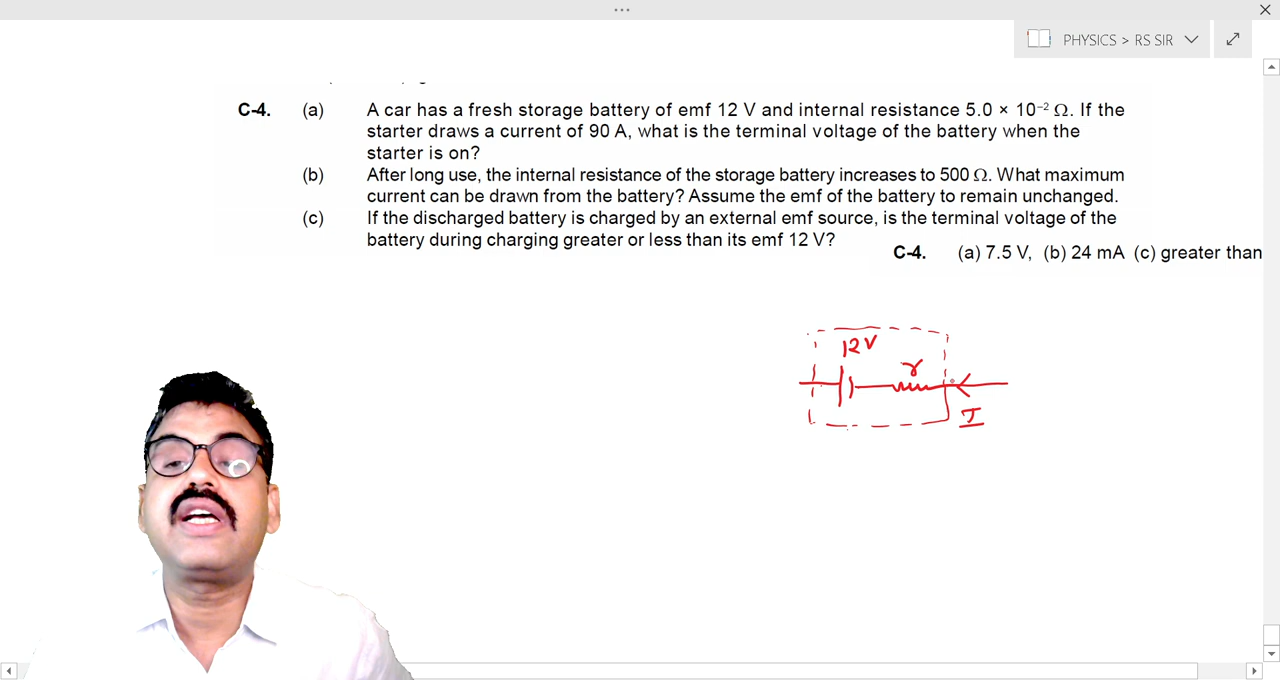 PHYSICS > RS SIR
C-4. (a) A car has a fresh storage battery of emf 12 V and internal resistance 5.0 × 10⁻² Ω. If the
starter draws a current of 90 A, what is the terminal voltage of the battery when the
starter is on?
(b) After long use, the internal resistance of the storage battery increases to 500 Ω. What maximum
current can be drawn from the battery? Assume the emf of the battery to remain unchanged.
(c) If the discharged battery is charged by an external emf source, is the terminal voltage of the
battery during charging greater or less than its emf 12 V?
C-4. (a) 7.5 V, (b) 24 mA (c) greater than
12V
r
I